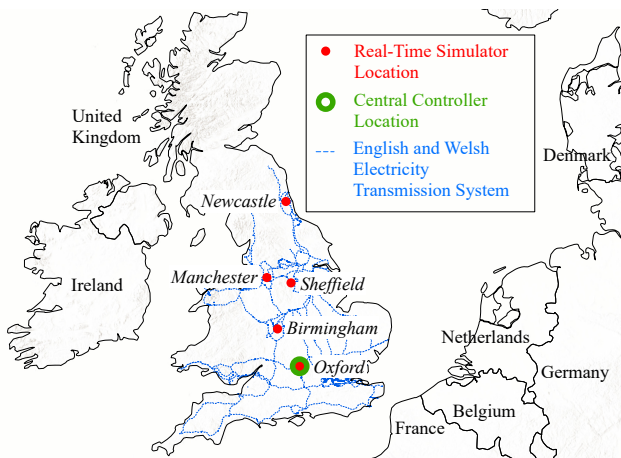 Real-Time Simulator
Location
Central Controller
Location
English and Welsh
Electricity
Transmission System
United
Kingdom
Denmark
Newcastle
Manchester
Sheffield
Ireland
Birmingham
Netherlands
Oxford
Germany
Belgium
France